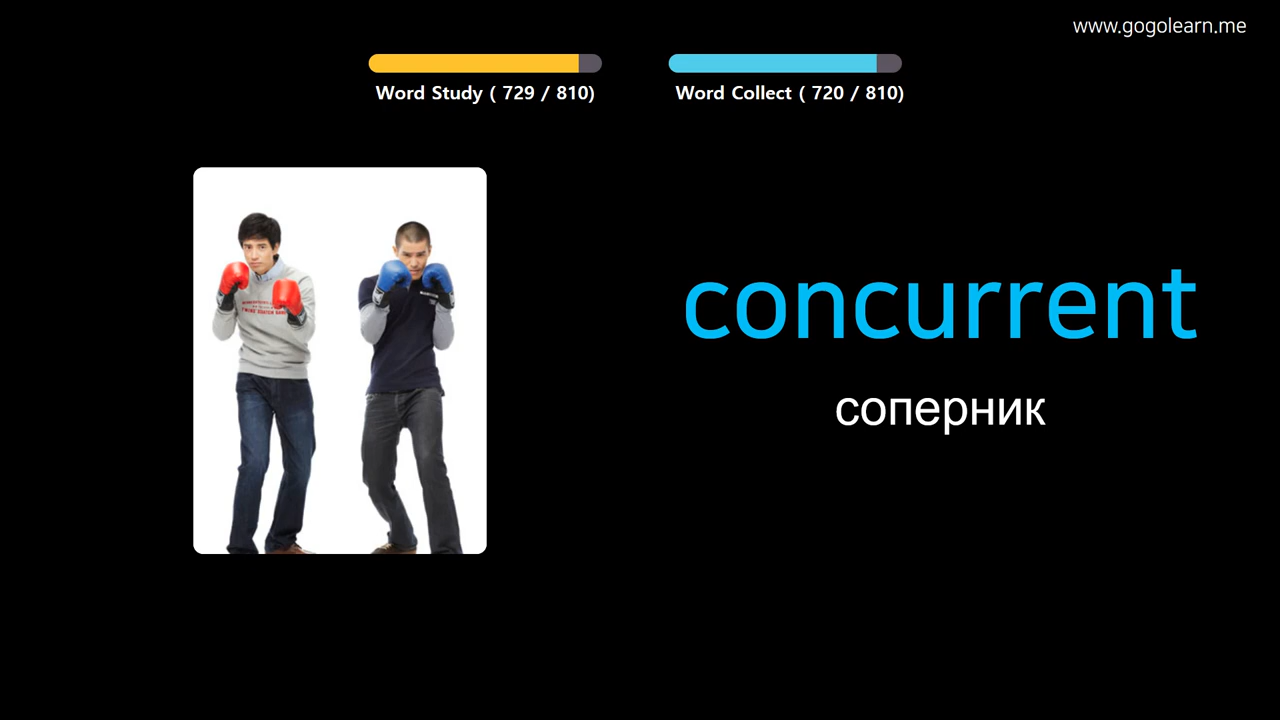 www.gogolearn.me
Word Study ( 729 / 810)
Word Collect ( 720 / 810)
concurrent
соперник